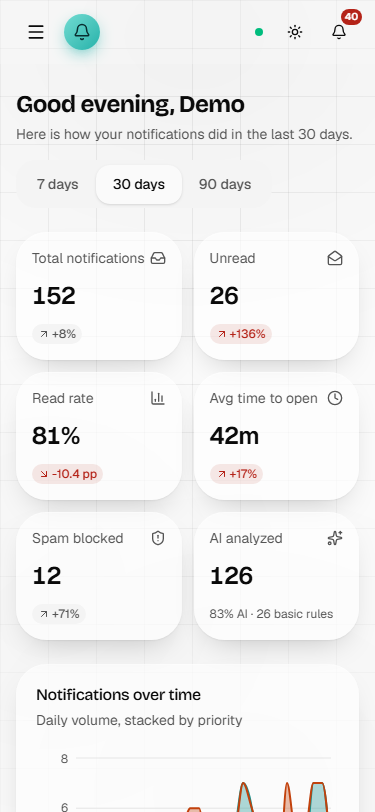 40
Good evening, Demo
Here is how your notifications did in the last 30 days.
7 days 30 days 90 days
Total notifications
152
+8%
Unread
26
+136%
Read rate
81%
-10.4 pp
Avg time to open
42m
+17%
Spam blocked
12
+71%
AI analyzed
126
83% AI · 26 basic rules
Notifications over time
Daily volume, stacked by priority
8
6